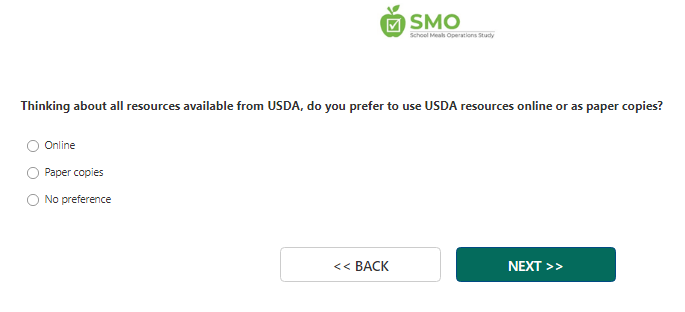 SMO
School Meals Operations Study
Thinking about all resources available from USDA, do you prefer to use USDA resources online or as paper copies?
Online
Paper copies
No preference
<< BACK
NEXT >>